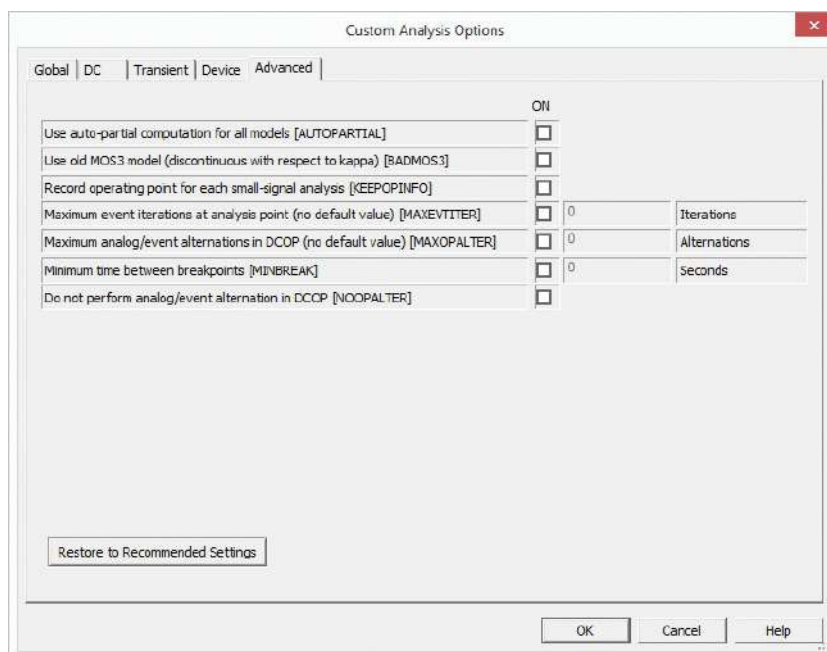 Custom Analysis Options
Global DC Transient Device Advanced
ON
Use auto-partial computation for all models [AUTOPARTIAL]
Use old MOS3 model (discontinuous with respect to kappa) [BADMOS3]
Record operating point for each small-signal analysis [KEEPOPINFO]
Maximum event iterations at analysis point (no default value) [MAXEVTITER] 0 Iterations
Maximum analog/event alternations in DCOP (no default value) [MAXOPALTER] 0 Alternations
Minimum time between breakpoints [MINBREAK] 0 Seconds
Do not perform analog/event alternation in DCOP [NOOPALTER]
Restore to Recommended Settings
OK Cancel Help